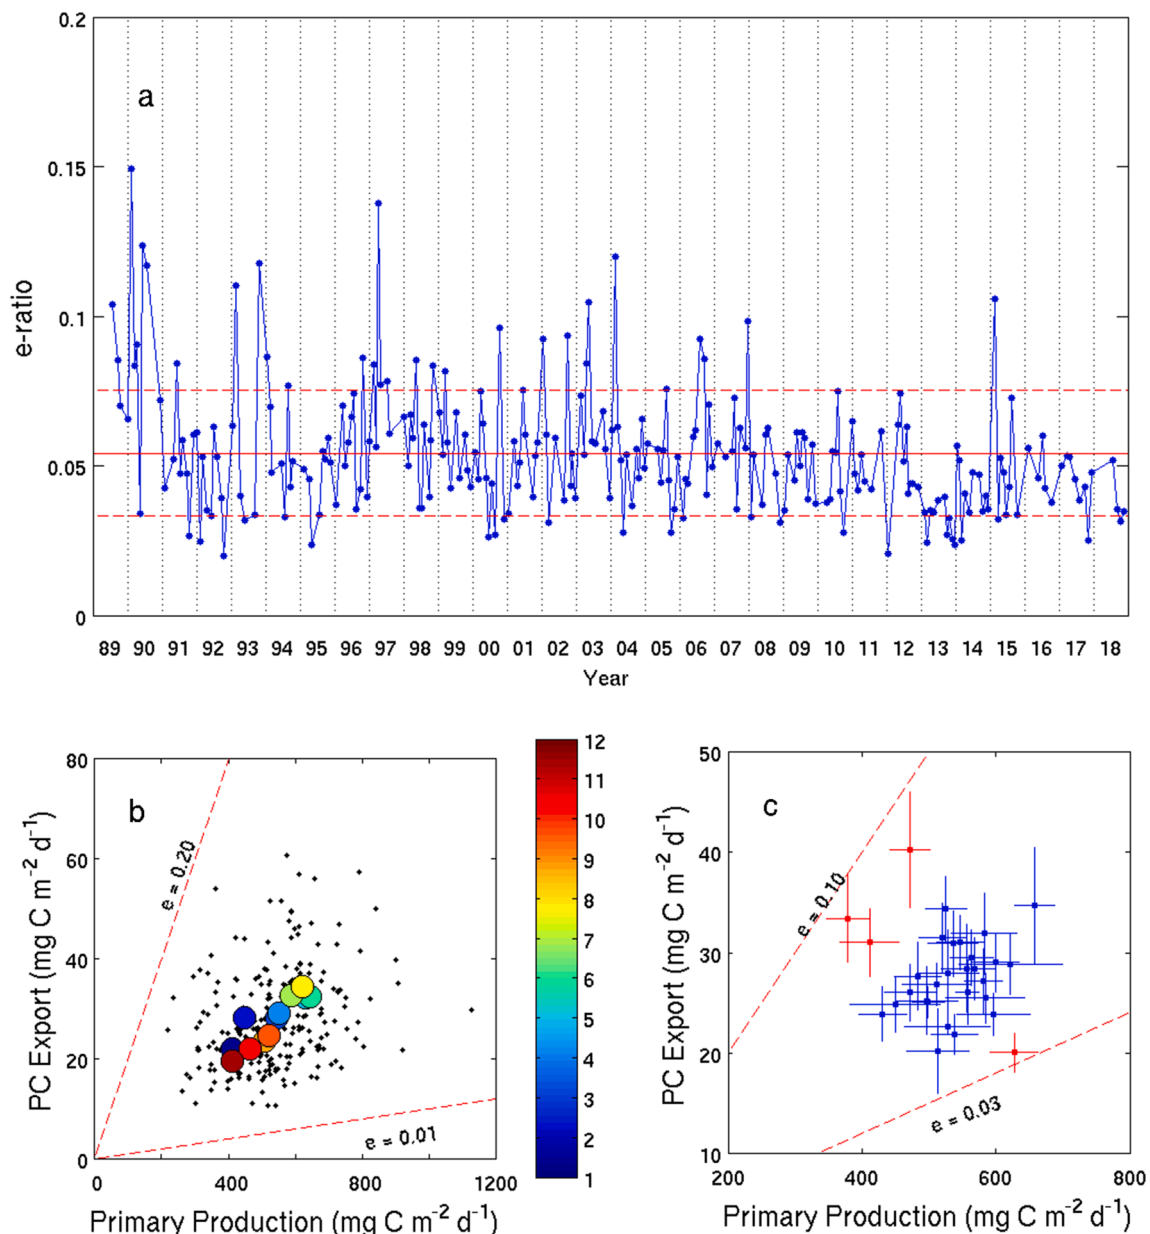 0.2
a
0.15
0.1
0.05
0
e-ratio
89 90 91 92 93 94 95 96 97 98 99 00 01 02 03 04 05 06 07 08 09 10 11 12 13 14 15 16 17 18
Year
80
60
40
20
0
PC Export (mg C m⁻² d⁻¹)
b
e = 0.20
e = 0.01
0 400 800 1200
Primary Production (mg C m⁻² d⁻¹)
12
11
10
9
8
7
6
5
4
3
2
1
50
40
30
20
10
PC Export (mg C m⁻² d⁻¹)
c
e = 0.10
e = 0.03
200 400 600 800
Primary Production (mg C m⁻² d⁻¹)